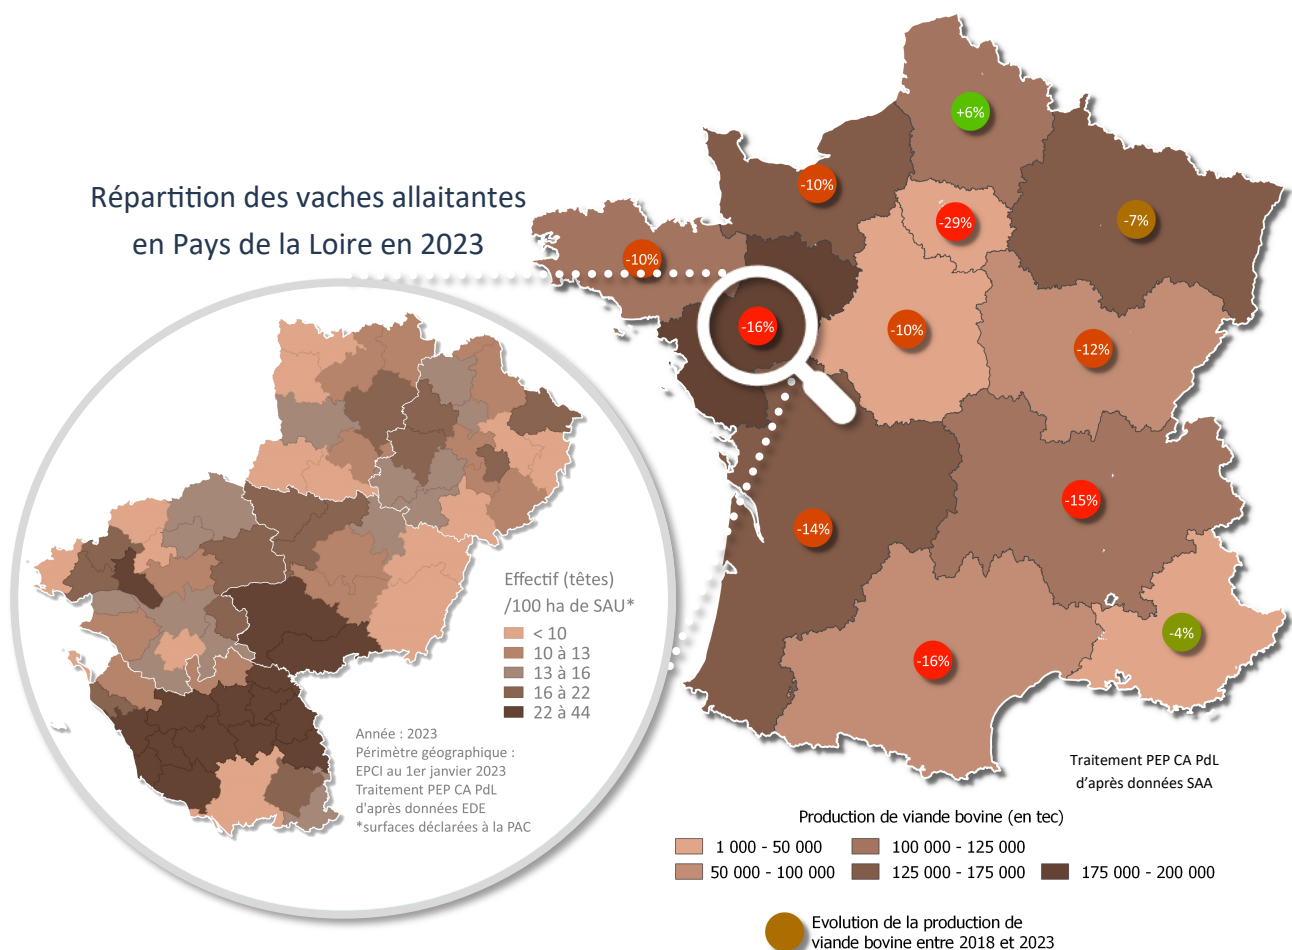 Répartition des vaches allaitantes
en Pays de la Loire en 2023
+6%
-10%
-29%
-7%
-10%
-16%
-10%
-12%
-15%
-14%
-4%
-16%
Effectif (têtes)
/100 ha de SAU*
< 10
10 à 13
13 à 16
16 à 22
22 à 44
Année : 2023
Périmètre géographique :
EPCI au 1er janvier 2023
Traitement PEP CA PdL
d'après données EDE
*surfaces déclarées à la PAC
Traitement PEP CA PdL
d’après données SAA
Production de viande bovine (en tec)
1 000 - 50 000
100 000 - 125 000
50 000 - 100 000
125 000 - 175 000
175 000 - 200 000
Evolution de la production de
viande bovine entre 2018 et 2023